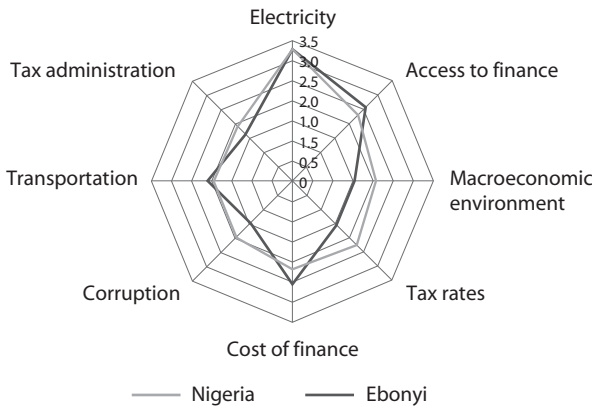 Electricity
3.5
3.0
Tax administration
Access to finance
2.5
2.0
1.0
1.0
0.5
Transportation
0
Macroeconomic
environment
Corruption
Tax rates
Cost of finance
Nigeria
Ebonyi